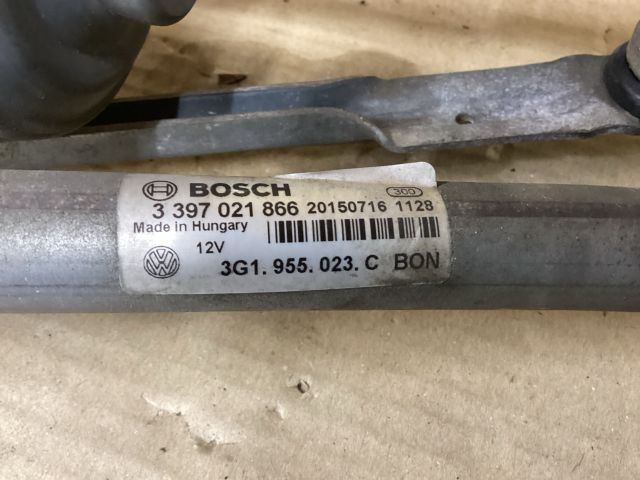 BOSCH 300
3 397 021 866 20150716 1128
Made in Hungary
12V
3G1.955.023.C BON